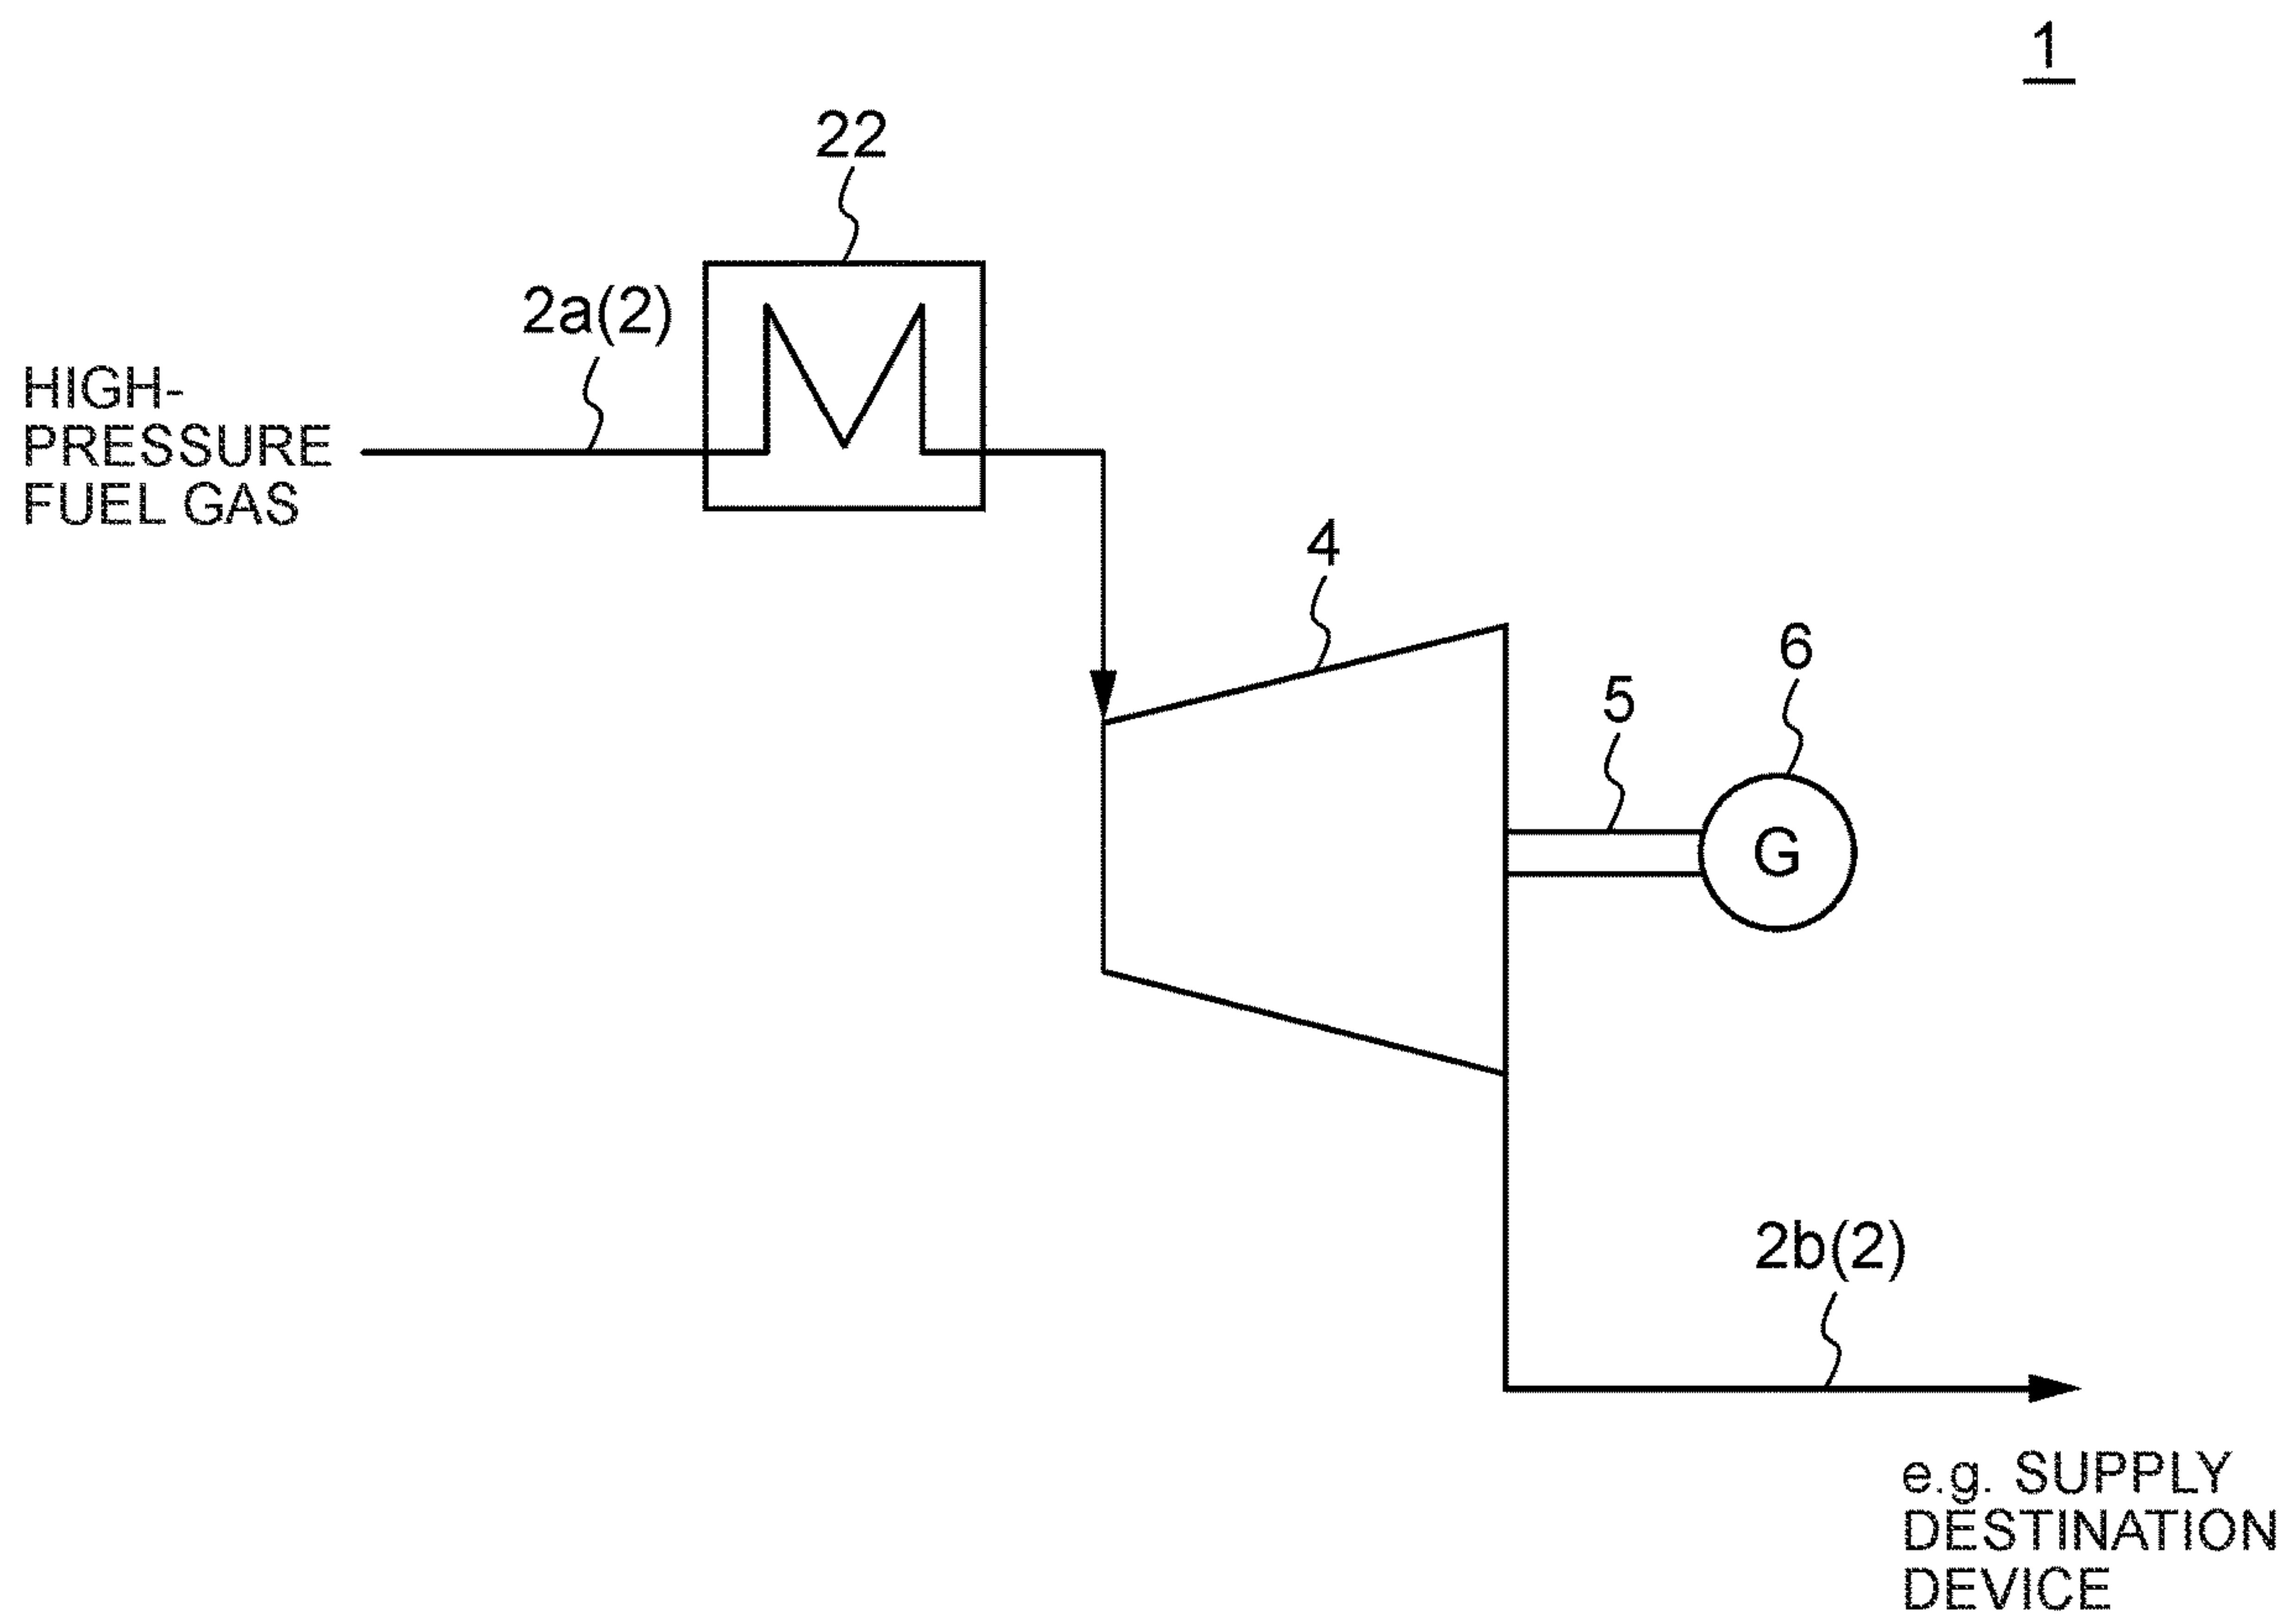 1
22
2a(2)
HIGH-
PRESSURE
FUEL GAS
4
6
5
G
2b(2)
e.g. SUPPLY
DESTINATION
DEVICE